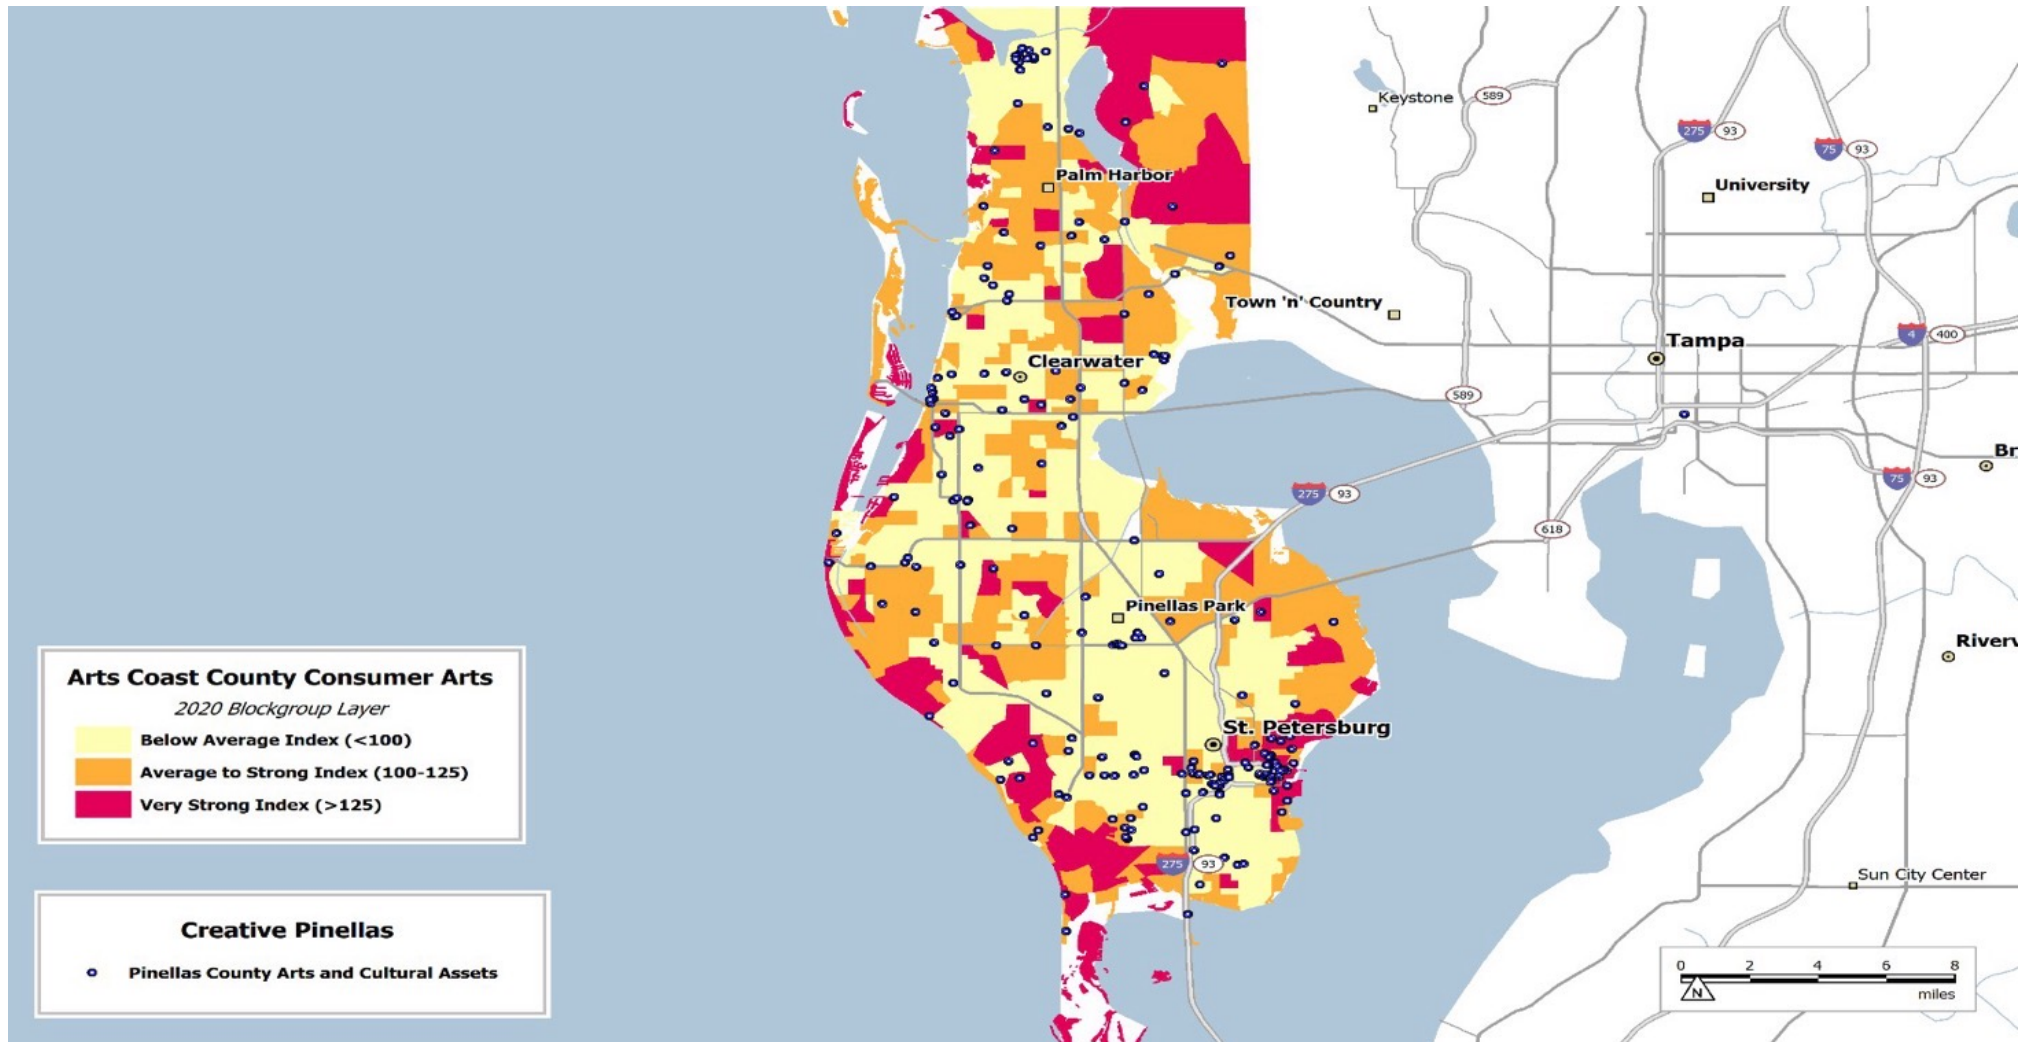 Keystone
589
275
93
75
93
Palm Harbor
University
Town 'n' Country
4
400
Tampa
Clearwater
589
Br
275
93
75
93
618
Pinellas Park
Riverv
Arts Coast County Consumer Arts
2020 Blockgroup Layer
Below Average Index (<100)
Average to Strong Index (100-125)
Very Strong Index (>125)
St. Petersburg
275
93
Sun City Center
Creative Pinellas
Pinellas County Arts and Cultural Assets
0 2 4 6 8
miles
N